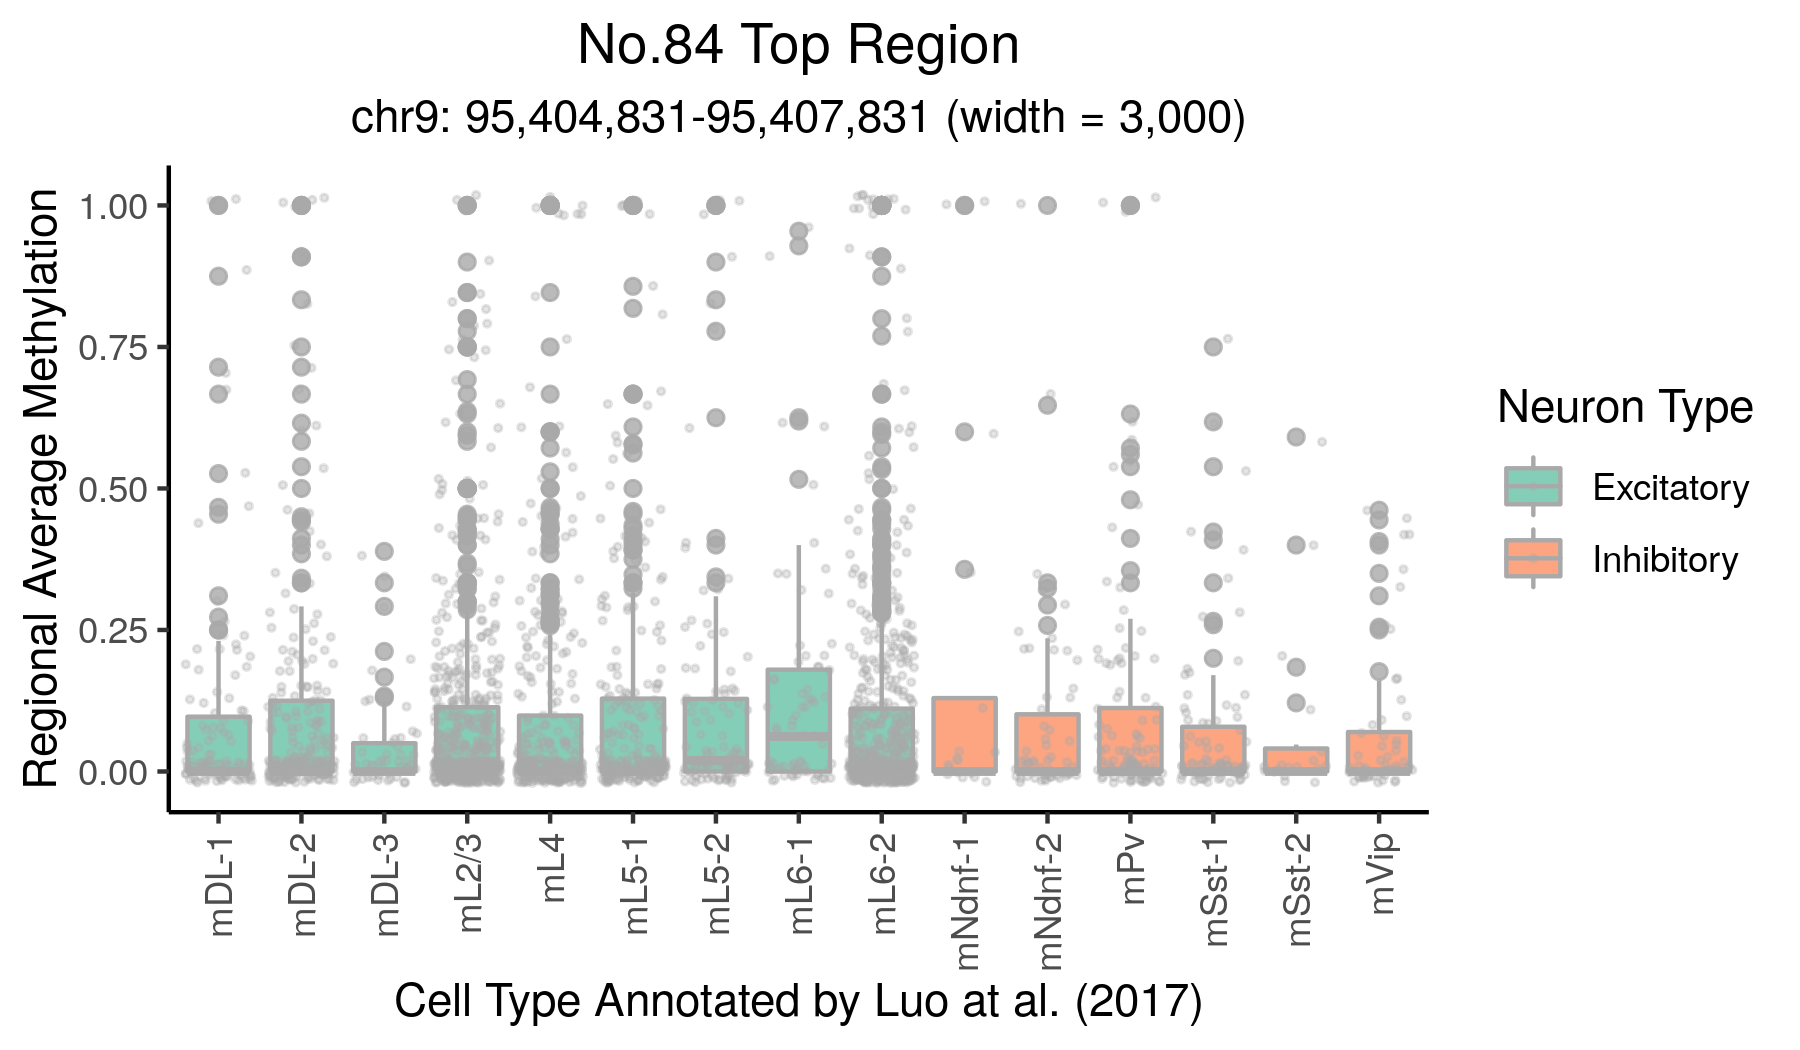 No.84 Top Region
chr9: 95,404,831-95,407,831 (width = 3,000)
Regional Average Methylation
1.00
0.75
0.50
0.25
0.00
mDL-1
mDL-2
mDL-3
mL2/3
mL4
mL5-1
mL5-2
mL6-1
mL6-2
mNdnf-1
mNdnf-2
mPv
mSst-1
mSst-2
mVip
Cell Type Annotated by Luo at al. (2017)
Neuron Type
Excitatory
Inhibitory